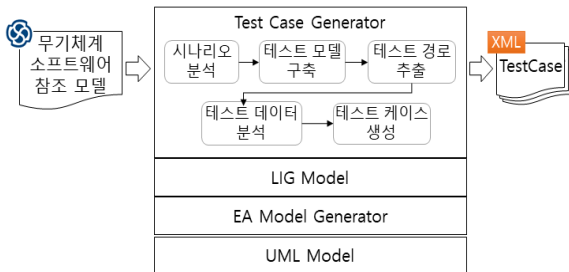 무기체계
소프트웨어
참조 모델
Test Case Generator
시나리오
분석
테스트 모델
구축
테스트 경로
추출
테스트 데이터
분석
테스트 케이스
생성
LIG Model
EA Model Generator
UML Model
XML
TestCase